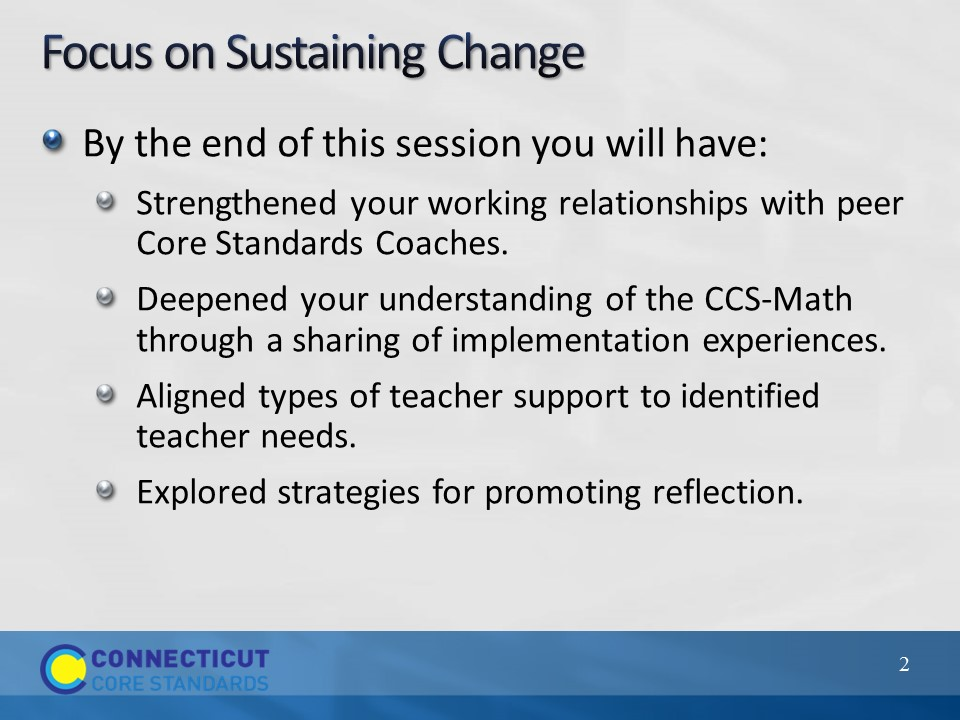 Focus on Sustaining Change
By the end of this session you will have:
Strengthened your working relationships with peer
Core Standards Coaches.
Deepened your understanding of the CCS-Math
through a sharing of implementation experiences.
Aligned types of teacher support to identified
teacher needs.
Explored strategies for promoting reflection.
CONNECTICUT
CORE STANDARDS
2